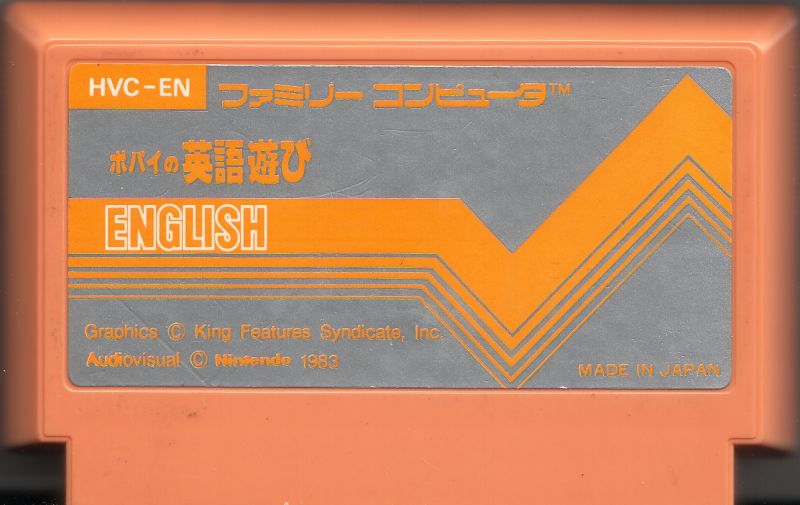 HVC-EN
ファミリー コンピュータ™
ポパイの英語遊び
ENGLISH
Graphics © King Features Syndicate, Inc.
Audiovisual © Nintendo 1983
MADE IN JAPAN